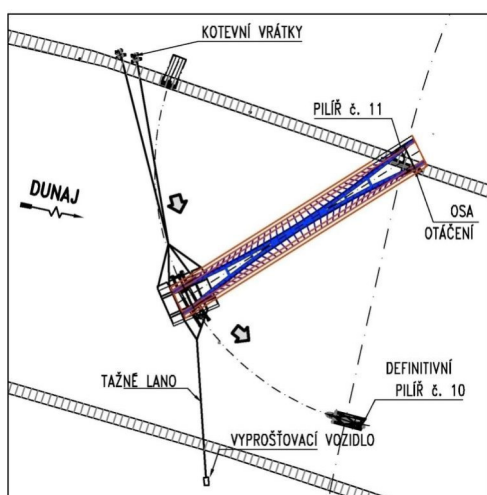 KOTEVNÍ VRÁTKY
PILÍŘ č. 11
DUNAJ
OSA
OTÁČENÍ
DEFINITIVNÍ
PILÍŘ č. 10
TAŽNÉ LANO
VYPROŠŤOVACÍ VOZIDLO